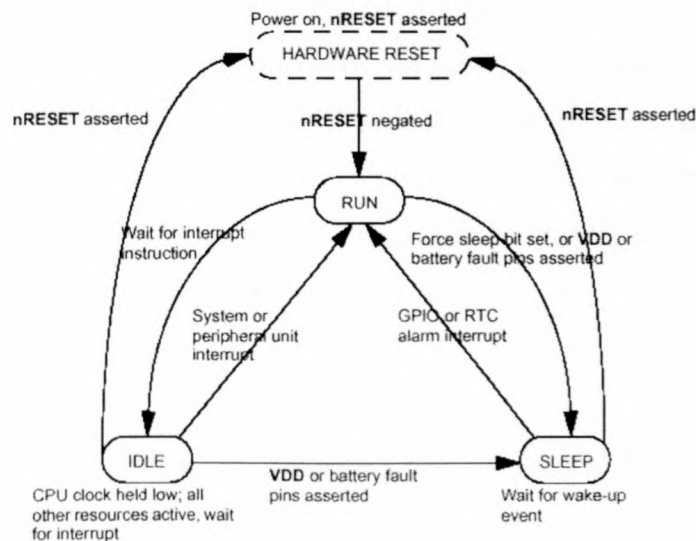 Power on, nRESET asserted
HARDWARE RESET
nRESET asserted
nRESET asserted
nRESET negated
RUN
Wait for interrupt
instruction
Force sleep bit set, or VDD or
battery fault pins asserted
System or
peripheral unit
interrupt
GPIO or RTC
alarm interrupt
IDLE
SLEEP
VDD or battery fault
pins asserted
CPU clock held low; all
other resources active, wait
for interrupt
Wait for wake-up
event